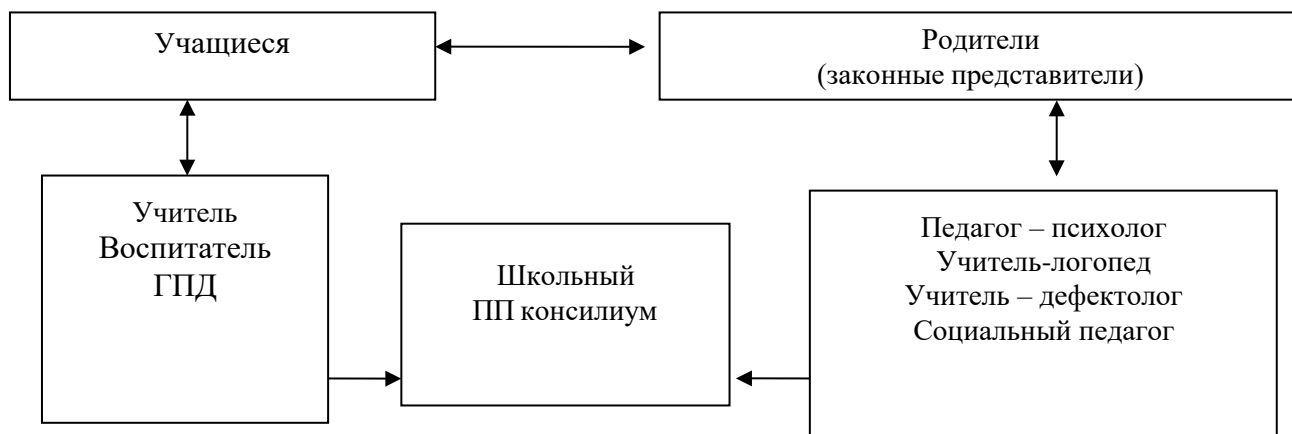 Учащиеся
Родители
(законные представители)
Учитель
Воспитатель
ГПД
Школьный
ПП консилиум
Педагог – психолог
Учитель-логопед
Учитель – дефектолог
Социальный педагог